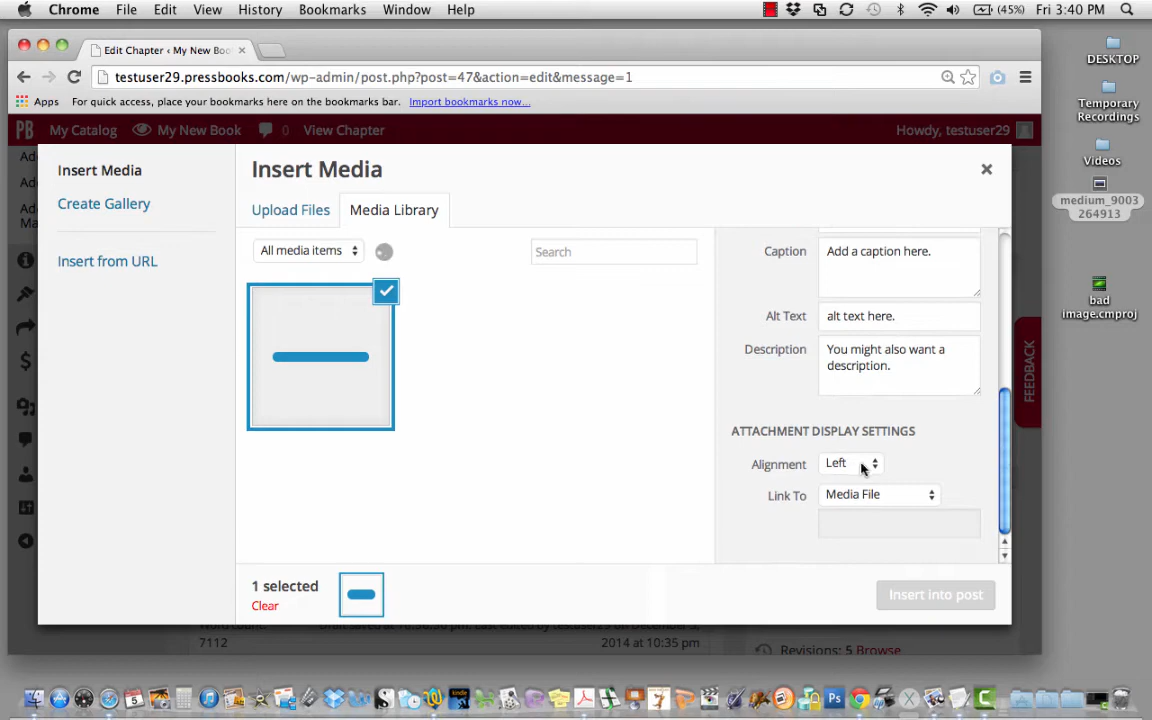 Chrome File Edit View History Bookmarks Window Help (45%) Fri 3:40 PM
Edit Chapter ‹ My New Boo
testuser29.pressbooks.com/wp-admin/post.php?post=47&action=edit&message=1
Apps For quick access, place your bookmarks here on the bookmarks bar. Import bookmarks now...
PB My Catalog My New Book 0 View Chapter Howdy, testuser29
DESKTOP
Temporary
Recordings
Videos
medium_9003
264913
bad
image.cmproj
Insert Media
Create Gallery
Insert from URL
Insert Media
Upload Files Media Library
All media items Search
Caption Add a caption here.
Alt Text alt text here.
Description You might also want a
description.
ATTACHMENT DISPLAY SETTINGS
Alignment Left
Link To Media File
1 selected
Clear
Insert into post
FEEDBACK
7112 2014 at 10:35 pm
Revisions: 5 Browse